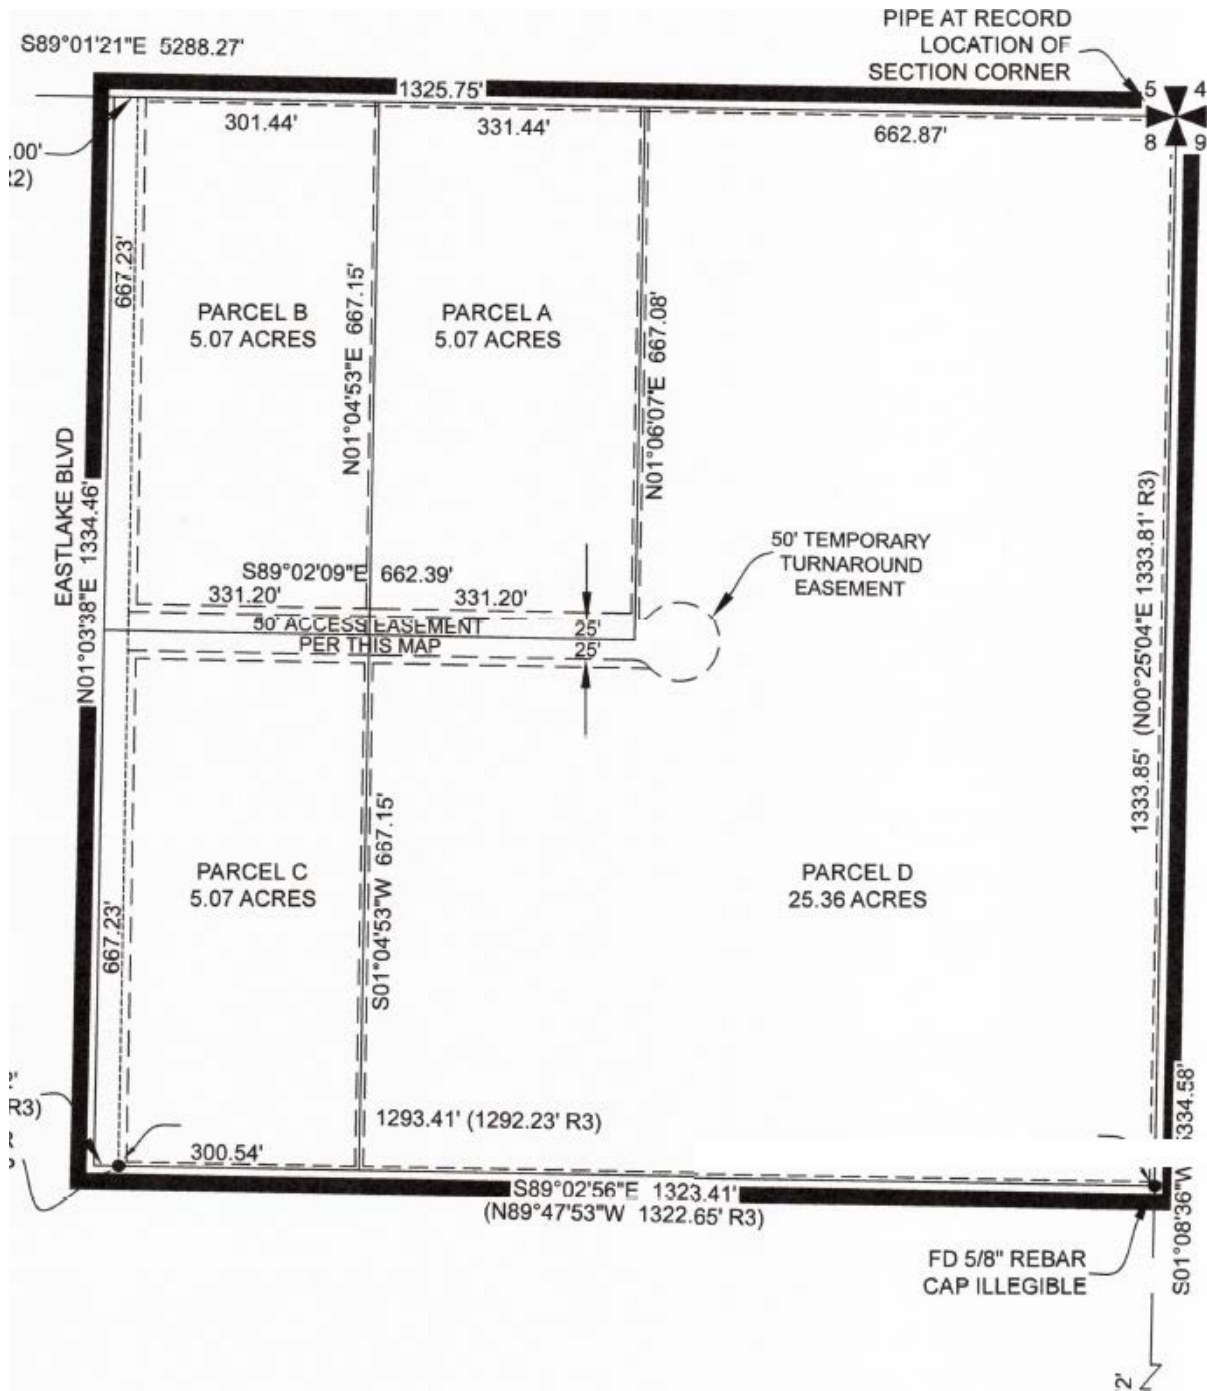 S89°01'21"E 5288.27'
PIPE AT RECORD
LOCATION OF
SECTION CORNER
5 4
8 9
1325.75'
301.44'
331.44'
662.87'
.00'
667.23'
PARCEL B
5.07 ACRES
N01°04'53"E 667.15'
PARCEL A
5.07 ACRES
N01°06'07"E 667.08'
EASTLAKE BLVD
N01°03'38"E 1334.46'
S89°02'09"E 662.39'
331.20'
331.20'
50' ACCESS EASEMENT
PER THIS MAP
25'
25'
50' TEMPORARY
TURNAROUND
EASEMENT
1333.85' (N00°25'04"E 1333.81' R3)
667.23'
PARCEL C
5.07 ACRES
S01°04'53"W 667.15'
PARCEL D
25.36 ACRES
R3)
1293.41' (1292.23' R3)
300.54'
S89°02'56"E 1323.41'
(N89°47'53"W 1322.65' R3)
FD 5/8" REBAR
CAP ILLEGIBLE
S01°08'36"W
2'